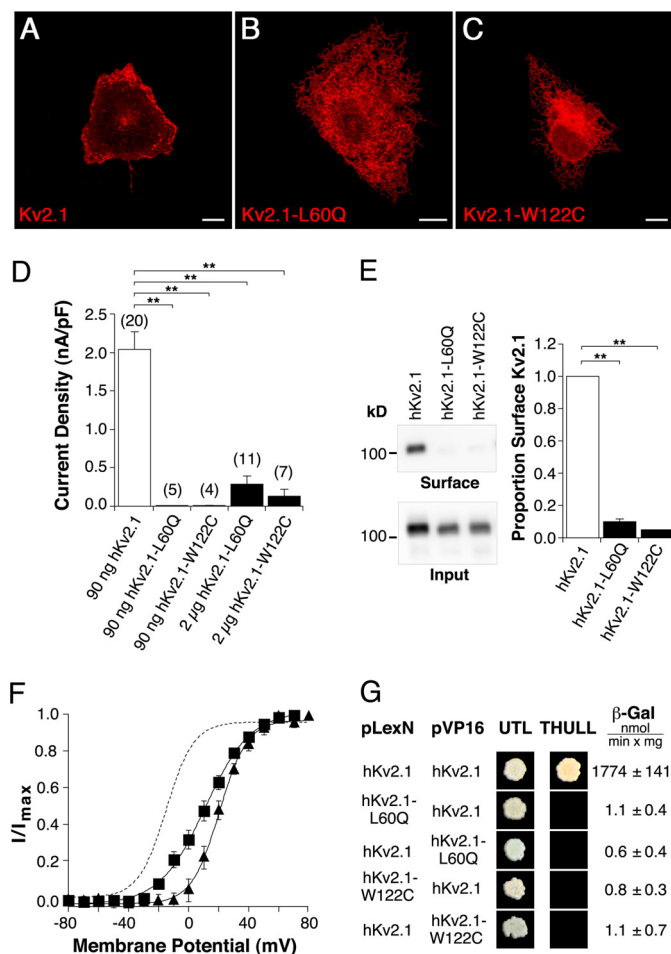 A
B
C
Kv2.1
Kv2.1-L60Q
Kv2.1-W122C
D
**
**
**
**
Current Density (nA/pF)
2.5
2.0
1.5
1.0
0.5
0.0
(20)
(5)
(4)
(11)
(7)
90 ng hKv2.1
90 ng hKv2.1-L60Q
90 ng hKv2.1-W122C
2 µg hKv2.1-L60Q
2 µg hKv2.1-W122C
E
hKv2.1
hKv2.1-L60Q
hKv2.1-W122C
kD
100
Surface
100
Input
Proportion Surface Kv2.1
1.2
1.0
0.8
0.6
0.4
0.2
0.0
**
**
hKv2.1
hKv2.1-L60Q
hKv2.1-W122C
F
I/Imax
1.0
0.8
0.6
0.4
0.2
0.0
-80 -40 0 40 80
Membrane Potential (mV)
G
pLexN pVP16 UTL THULL β-Gal
nmol
min x mg
hKv2.1 hKv2.1 1774 ± 141
hKv2.1-
L60Q hKv2.1 1.1 ± 0.4
hKv2.1 hKv2.1-
L60Q 0.6 ± 0.4
hKv2.1-
W122C hKv2.1 0.8 ± 0.3
hKv2.1 hKv2.1-
W122C 1.1 ± 0.7